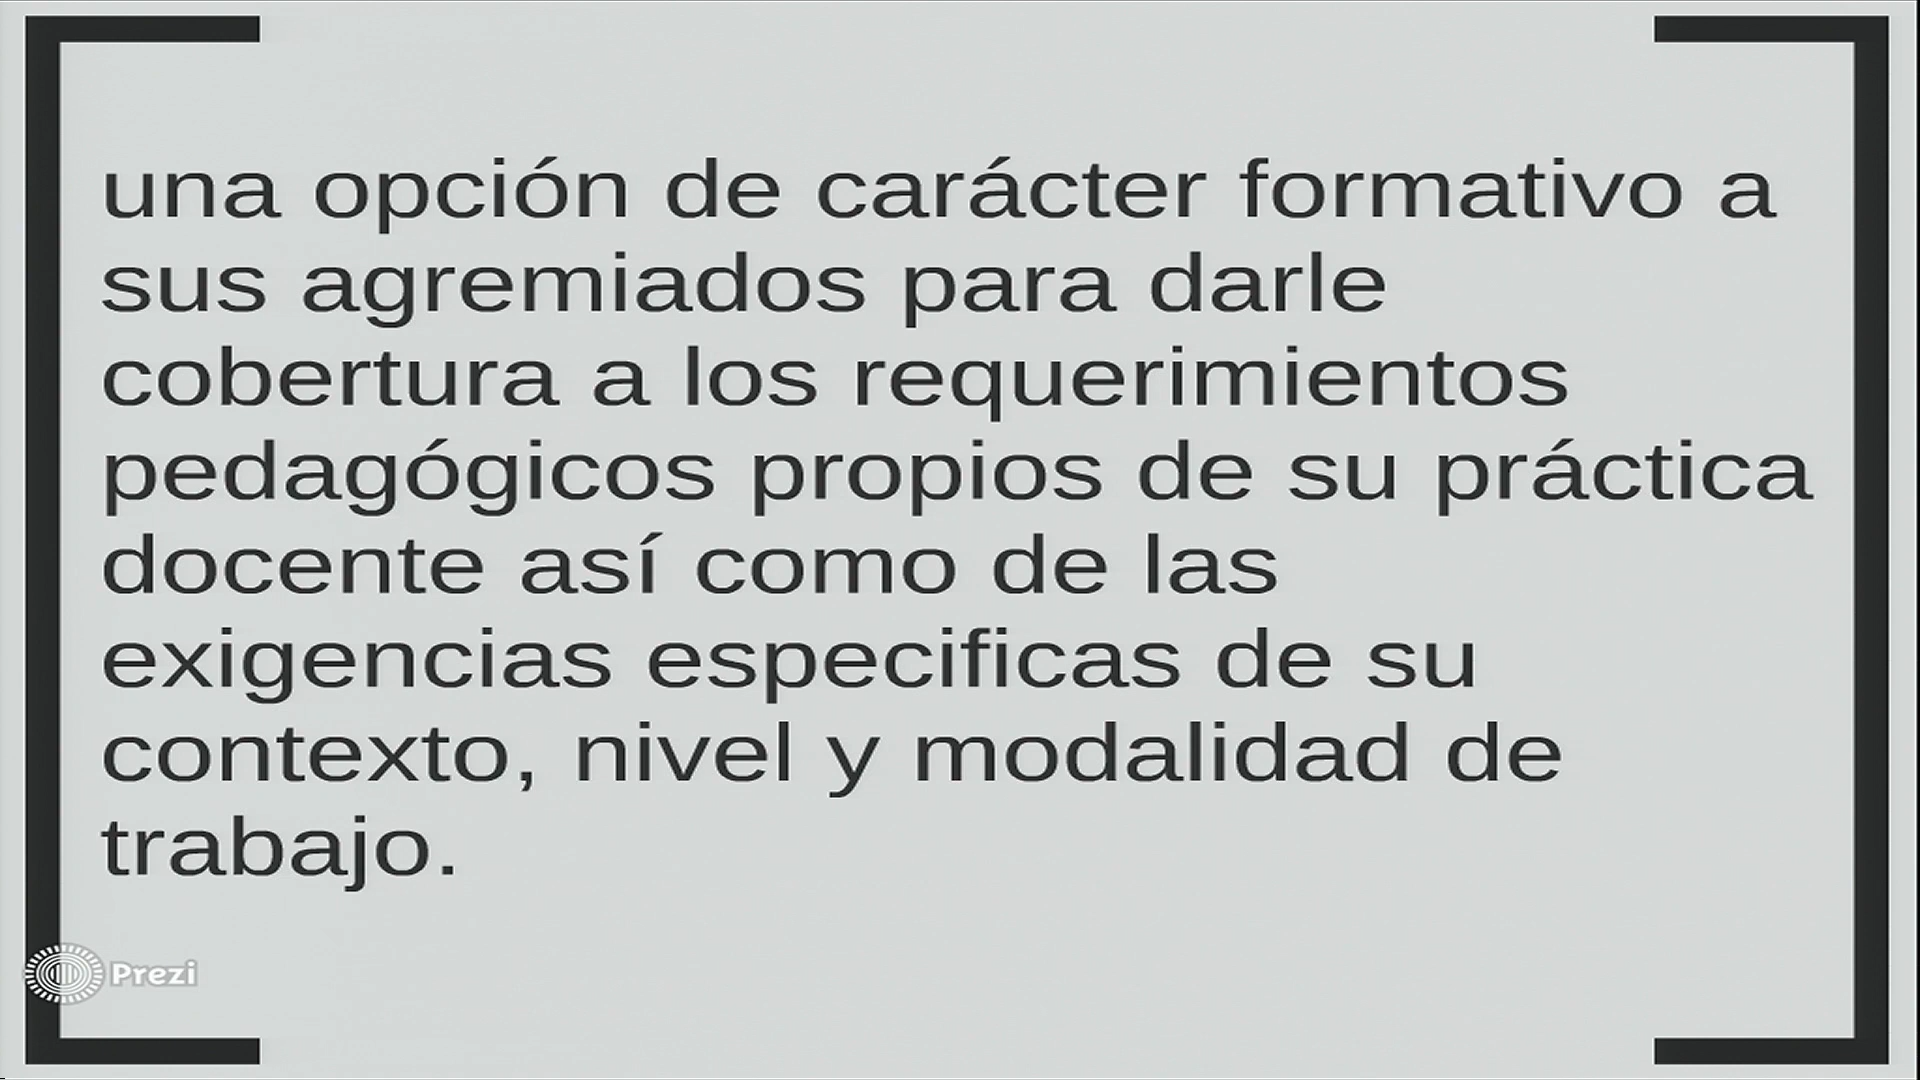 una opción de carácter formativo a
sus agremiados para darle
cobertura a los requerimientos
pedagógicos propios de su práctica
docente así como de las
exigencias especificas de su
contexto, nivel y modalidad de
trabajo.
Prezi